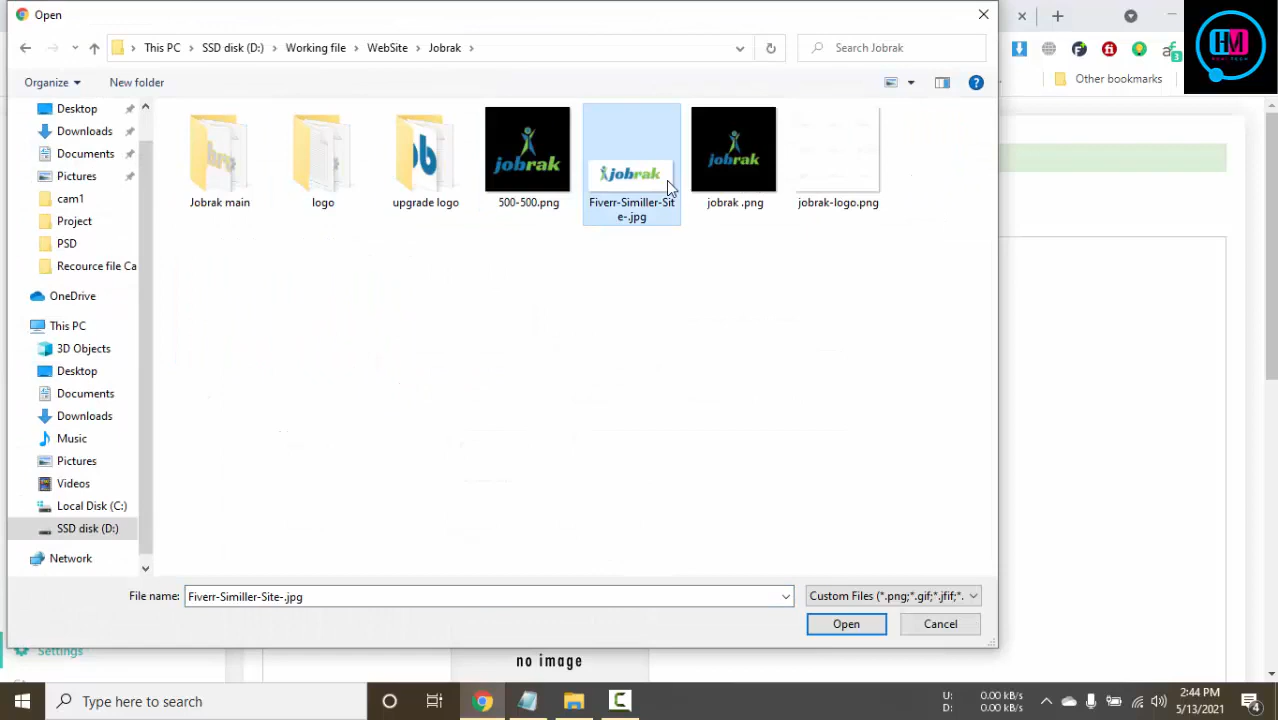 Open
This PC > SSD disk (D:) > Working file > WebSite > Jobrak >
Search Jobrak
Organize
New folder
Other bookmarks
3
HM
Desktop
Downloads
Documents
Pictures
cam1
Project
PSD
Recource file Ca
OneDrive
This PC
3D Objects
Desktop
Documents
Downloads
Music
Pictures
Videos
Local Disk (C:)
SSD disk (D:)
Network
jobrak
jobrak
jobrak
Jobrak main
logo
upgrade logo
500-500.png
Fiverr-Similler-Sit
e-.jpg
jobrak .png
jobrak-logo.png
File name:
Fiverr-Similler-Site-.jpg
Custom Files (*.png;*.gif;*.jfif;*.
Open
Cancel
Settings
no image
Type here to search
U:
D:
0.00 kB/s
0.00 kB/s
2:44 PM
5/13/2021
4